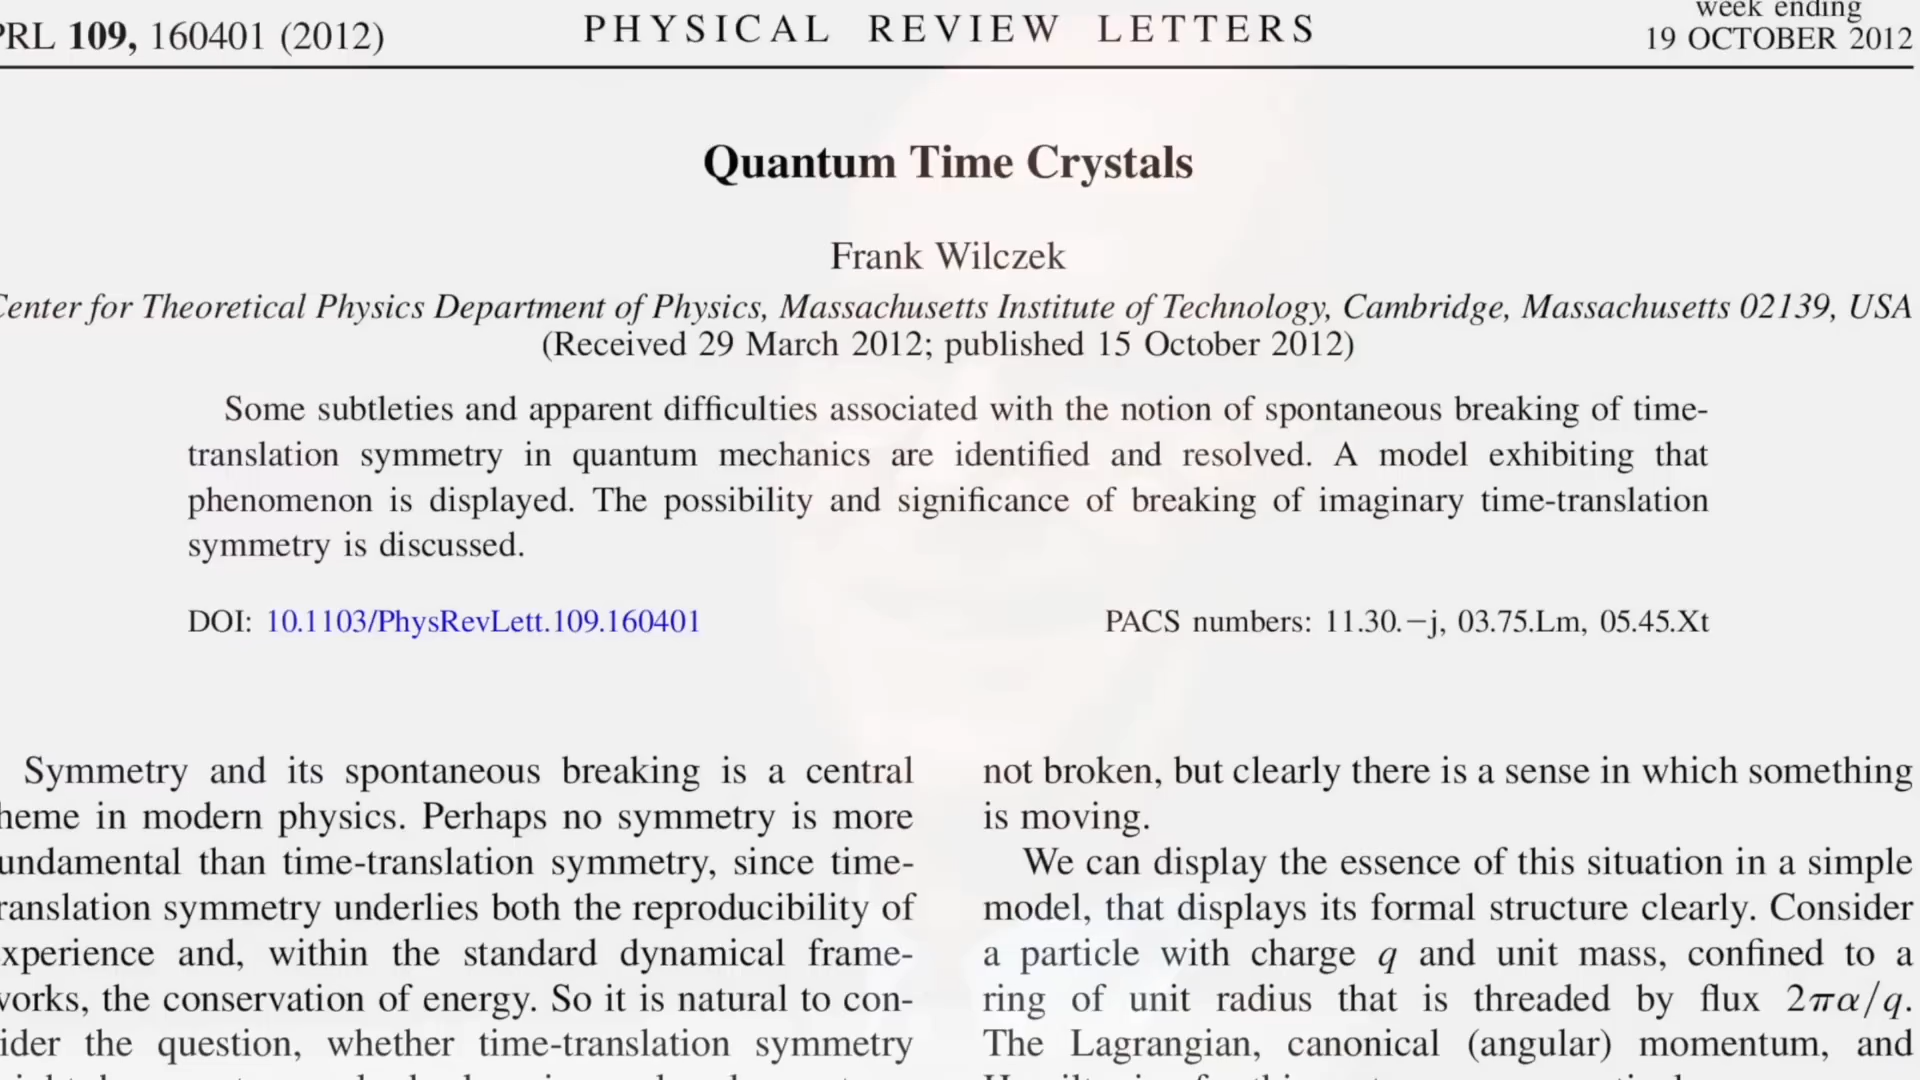 PRL 109, 160401 (2012)
PHYSICAL REVIEW LETTERS
week ending
19 OCTOBER 2012
Quantum Time Crystals
Frank Wilczek
Center for Theoretical Physics Department of Physics, Massachusetts Institute of Technology, Cambridge, Massachusetts 02139, USA
(Received 29 March 2012; published 15 October 2012)
Some subtleties and apparent difficulties associated with the notion of spontaneous breaking of time-
translation symmetry in quantum mechanics are identified and resolved. A model exhibiting that
phenomenon is displayed. The possibility and significance of breaking of imaginary time-translation
symmetry is discussed.
DOI: 10.1103/PhysRevLett.109.160401
PACS numbers: 11.30.−j, 03.75.Lm, 05.45.Xt
Symmetry and its spontaneous breaking is a central
heme in modern physics. Perhaps no symmetry is more
undamental than time-translation symmetry, since time-
ranslation symmetry underlies both the reproducibility of
xperience and, within the standard dynamical frame-
works, the conservation of energy. So it is natural to con-
ider the question, whether time-translation symmetry
not broken, but clearly there is a sense in which something
is moving.
We can display the essence of this situation in a simple
model, that displays its formal structure clearly. Consider
a particle with charge q and unit mass, confined to a
ring of unit radius that is threaded by flux 2πα/q.
The Lagrangian, canonical (angular) momentum, and